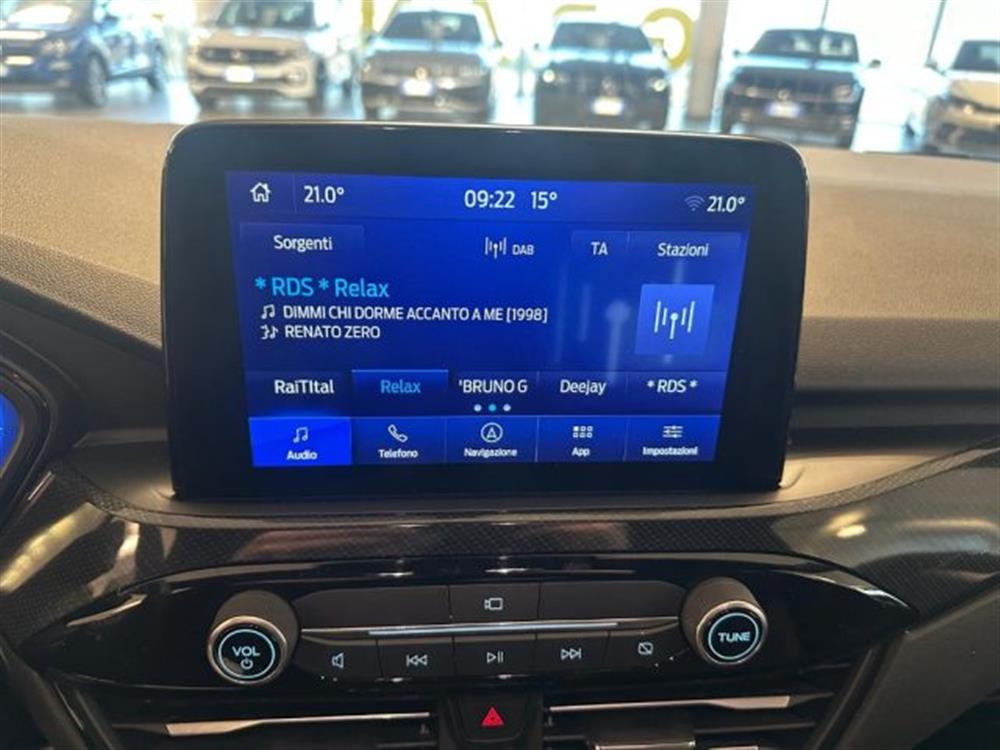 21.0° 09:22 15° 21.0°
Sorgenti DAB TA Stazioni
* RDS * Relax
DIMMI CHI DORME ACCANTO A ME [1998]
RENATO ZERO
RaiTItal Relax 'BRUNO G Deejay * RDS *
Audio Telefono Navigazione App Impostazioni
VOL TUNE